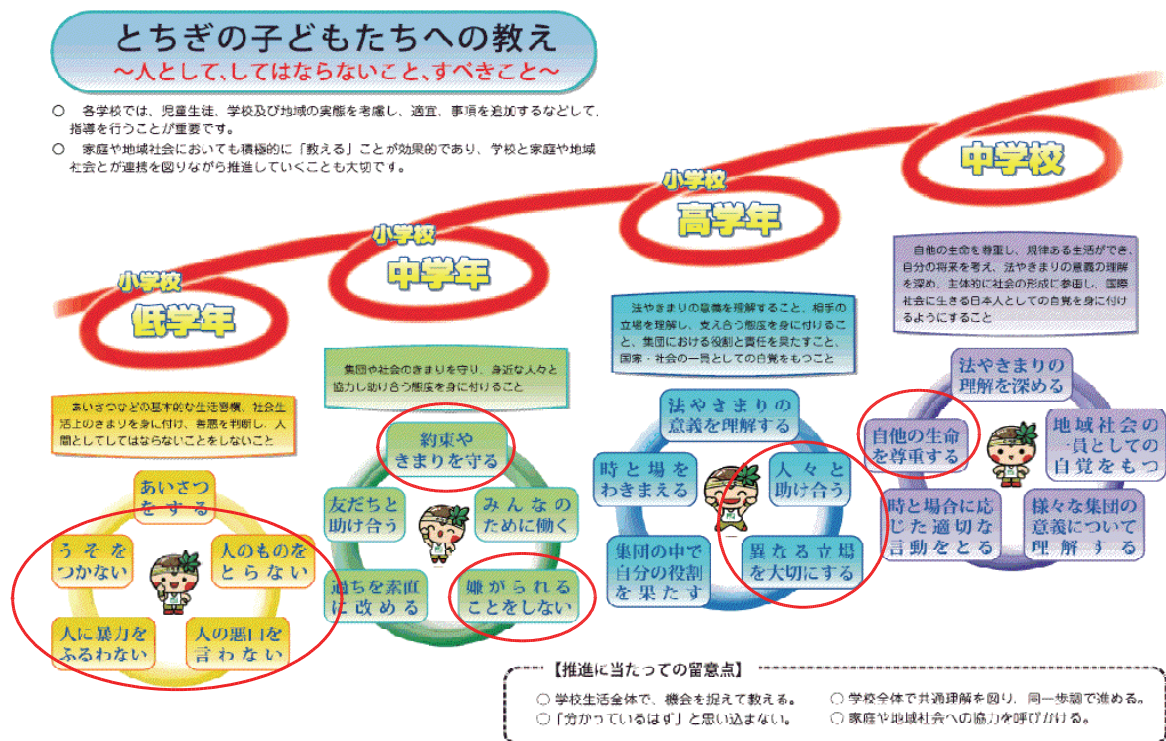 とちぎの子どもたちへの教え
～人として、してはならないこと、すべきこと～
○ 各学校では、児童生徒、学校及び地域の実態を考慮し、適宜、事項を追加するなどして、
指導を行うことが重要です。
○ 家庭や地域社会においても積極的に「教える」ことが効果的であり、学校と家庭や地域
社会とが連携を図りながら推進していくことも大切です。
小学校
低学年
あいさつなどの基本的な生活習慣、社会生
活上のきまりを身に付け、善悪を判断し、人
間としてしてはならないことをしないこと
あいさつ
をする
うそを
つかない
人のものを
とらない
人に暴力を
ふるわない
人の悪口を
言わない
小学校
中学年
集団や社会のきまりを守り、身近な人々と
協力し助け合う態度を身に付けること
約束や
きまりを守る
友だちと
助け合う
みんなの
ために働く
過ちを素直
に改める
嫌がられる
ことをしない
小学校
高学年
法やきまりの意義を理解すること、相手の
立場を理解し、支え合う態度を身に付けるこ
と、集団における役割と責任を果たすこと、
国家・社会の一員としての自覚をもつこと
法やきまりの
意義を理解する
時と場を
わきまえる
人々と
助け合う
集団の中で
自分の役割
を果たす
異なる立場
を大切にする
中学校
自他の生命を尊重し、規律ある生活ができ、
自分の将来を考え、法やきまりの意義の理解
を深め、主体的に社会の形成に参画し、国際
社会に生きる日本人としての自覚を身に付け
るようにすること
法やきまりの
理解を深める
自他の生命
を尊重する
地域社会の
一員としての
自覚をもつ
時と場合に応
じた適切な
言動をとる
様々な集団の
意義について
理解する
【推進に当たっての留意点】
○ 学校生活全体で、機会を捉えて教える。
○ 学校全体で共通理解を図り、同一歩調で進める。
○ 「分かっているはず」と思い込まない。
○ 家庭や地域社会への協力を呼びかける。